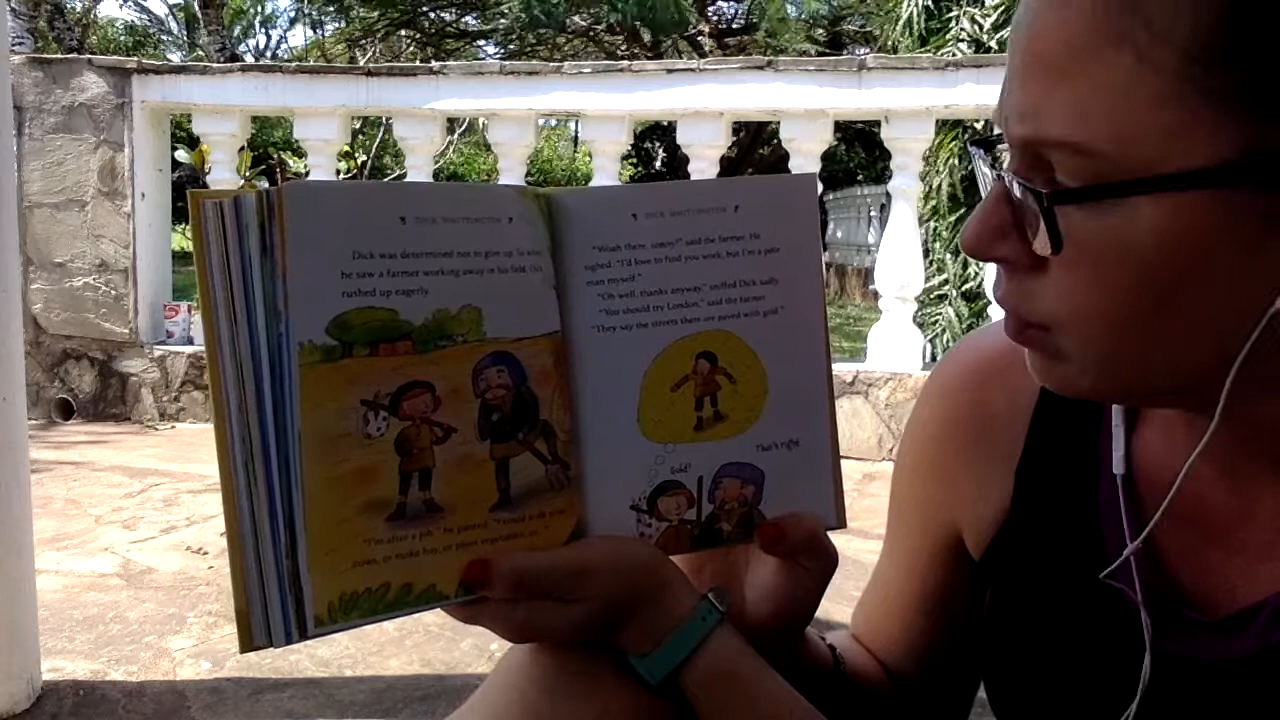 DICK WHITTINGTON
Dick was determined not to give up. So when
he saw a farmer working away in his field, Dick
rushed up eagerly.
"I'm after a job," he panted. "I could milk your
cows, or make hay, or plant vegetables, or..."
DICK WHITTINGTON
"Woah there, sonny!" said the farmer. He
sighed. "I'd love to find you work, but I'm a poor
man myself."
"Oh well, thanks anyway," sniffed Dick sadly.
"You should try London," said the farmer.
"They say the streets there are paved with gold."
That's right.
Gold?